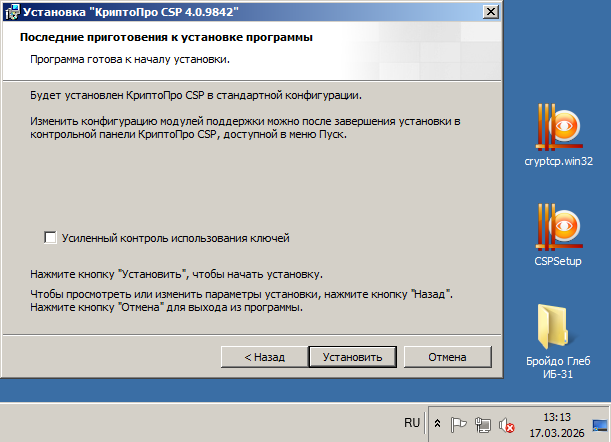 Установка "КриптоПро CSP 4.0.9842"
Последние приготовения к установке программы
Программа готова к началу установки.
Будет установлен КриптоПро CSP в стандартной конфигурации.
Изменить конфигурацию модулей поддержки можно после завершения установки в
контрольной панели КриптоПро CSP, доступной в меню Пуск.
Усиленный контроль использования ключей
Нажмите кнопку "Установить", чтобы начать установку.
Чтобы просмотреть или изменить параметры установки, нажмите кнопку "Назад".
Нажмите кнопку "Отмена" для выхода из программы.
< Назад
Установить
Отмена
cryptcp.win32
CSPSetup
Бройдо Глеб
ИБ-31
RU
13:13
17.03.2026